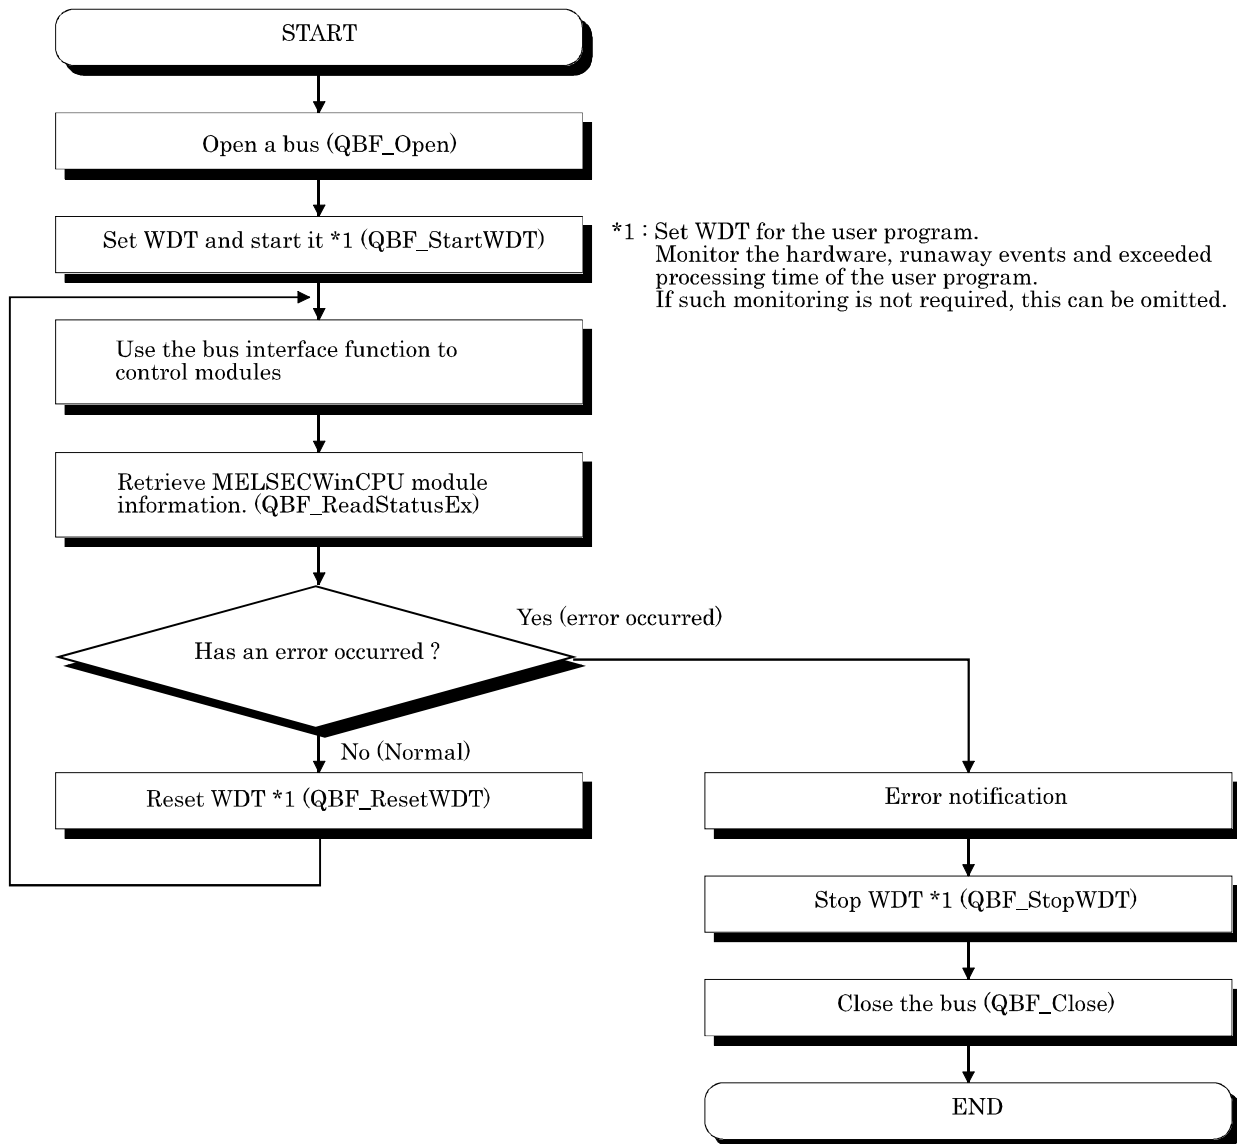 START
Open a bus (QBF_Open)
Set WDT and start it *1 (QBF_StartWDT)
*1 : Set WDT for the user program.
Monitor the hardware, runaway events and exceeded
processing time of the user program.
If such monitoring is not required, this can be omitted.
Use the bus interface function to
control modules
Retrieve MELSECWinCPU module
information. (QBF_ReadStatusEx)
Has an error occurred ?
Yes (error occurred)
No (Normal)
Reset WDT *1 (QBF_ResetWDT)
Error notification
Stop WDT *1 (QBF_StopWDT)
Close the bus (QBF_Close)
END